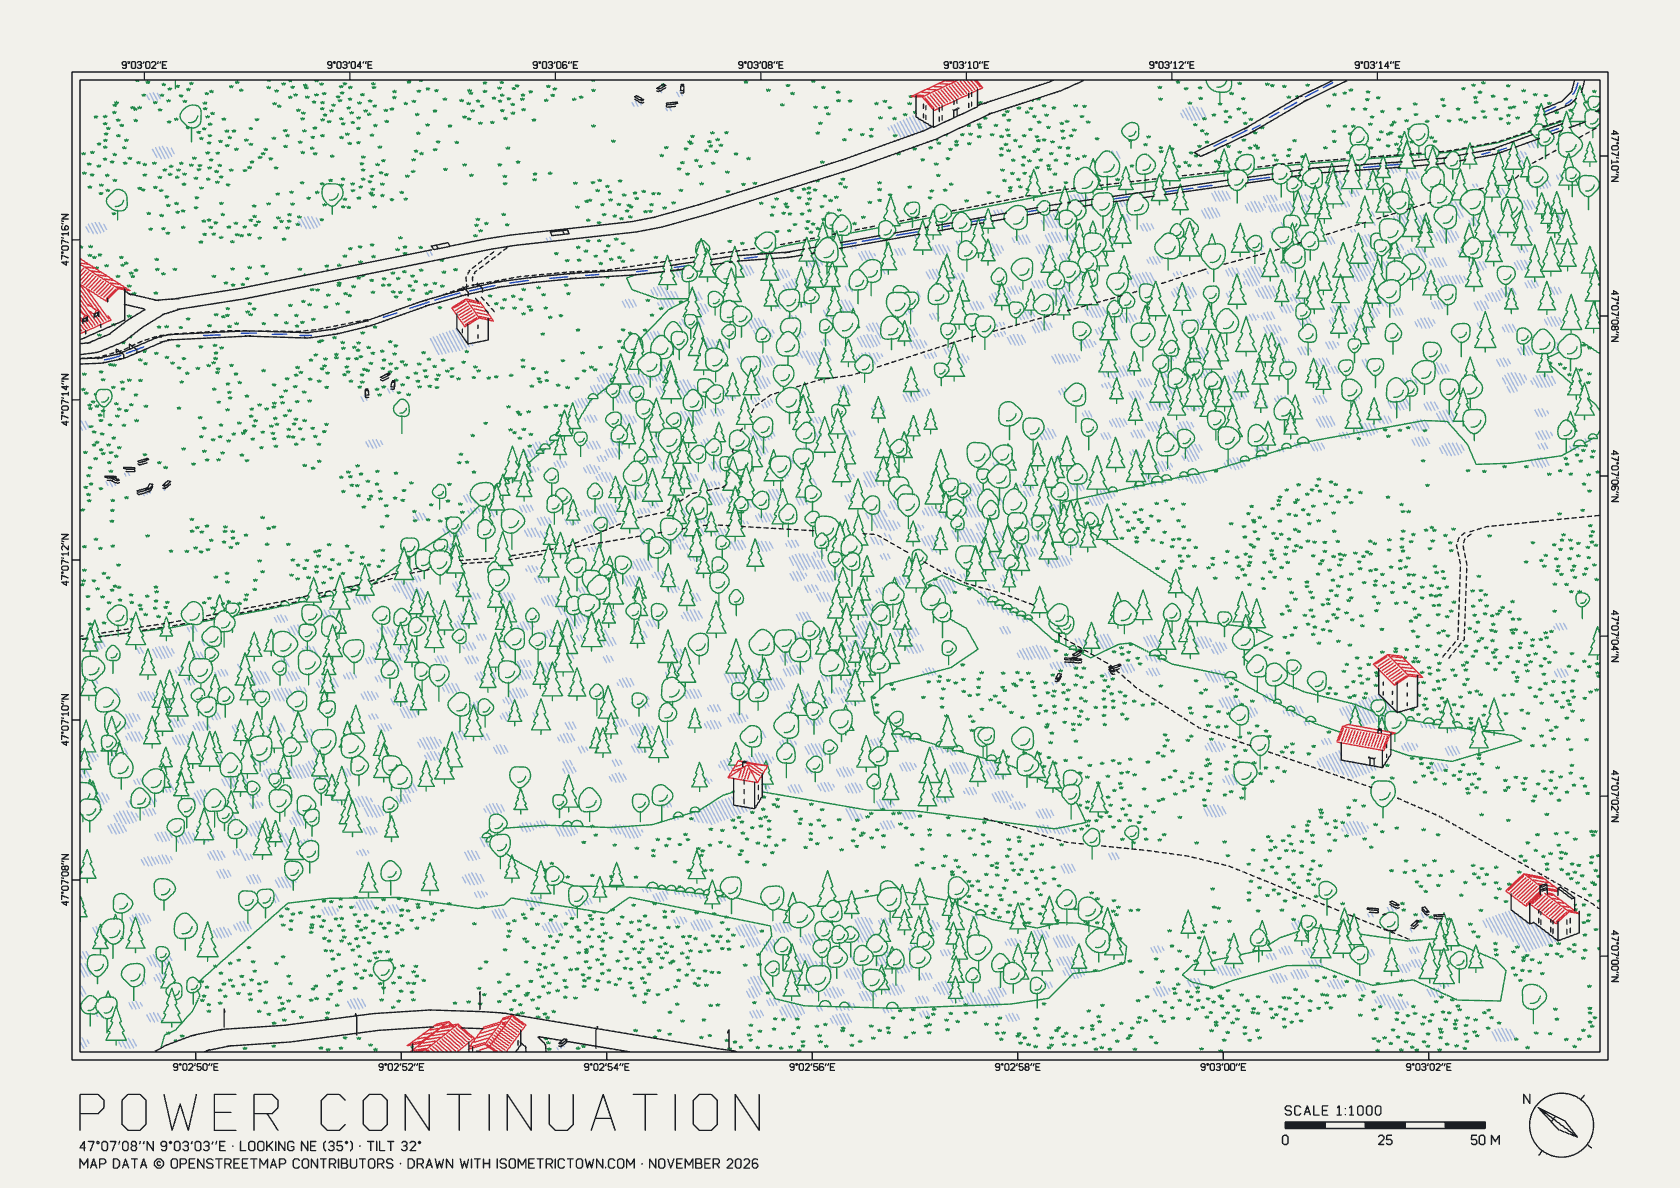 9°03′02″E 9°03′04″E 9°03′06″E 9°03′08″E 9°03′10″E 9°03′12″E 9°03′14″E
47°07′16″N
47°07′14″N
47°07′12″N
47°07′10″N
47°07′08″N
47°07′10″N
47°07′08″N
47°07′06″N
47°07′04″N
47°07′02″N
47°07′00″N
9°02′50″E 9°02′52″E 9°02′54″E 9°02′56″E 9°02′58″E 9°03′00″E 9°03′02″E
POWER CONTINUATION
47°07′08″N 9°03′03″E · LOOKING NE (35°) · TILT 32°
MAP DATA © OPENSTREETMAP CONTRIBUTORS · DRAWN WITH ISOMETRICTOWN.COM · NOVEMBER 2026
SCALE 1:1000
0 25 50 M
N